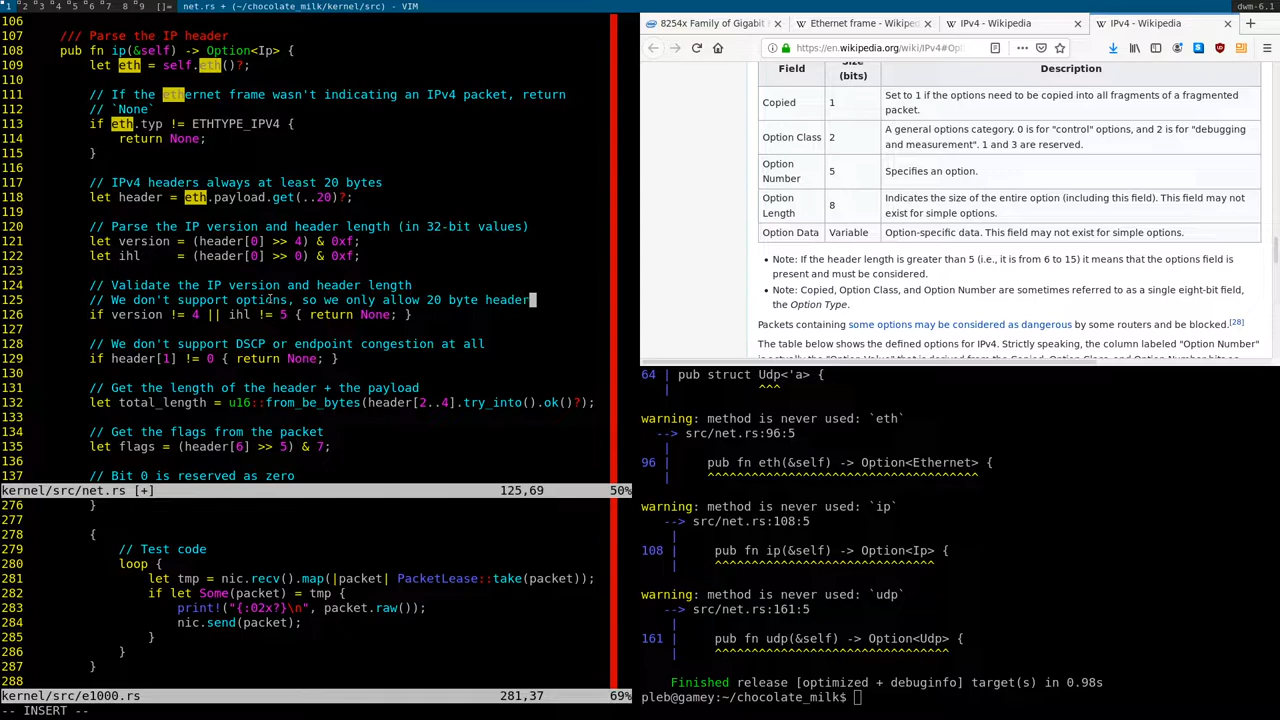 1 2 3 4 5 6 7 8 9 []= net.rs + (~/chocolate_milk/kernel/src) - VIM dwm-6.1
106
107 /// Parse the IP header
108 pub fn ip(&self) -> Option<Ip> {
109 let eth = self.eth()?;
110
111 // If the ethernet frame wasn't indicating an IPv4 packet, return
112 // `None`
113 if eth.typ != ETHTYPE_IPV4 {
114 return None;
115 }
116
117 // IPv4 headers always at least 20 bytes
118 let header = eth.payload.get(..20)?;
119
120 // Parse the IP version and header length (in 32-bit values)
121 let version = (header[0] >> 4) & 0xf;
122 let ihl     = (header[0] >> 0) & 0xf;
123
124 // Validate the IP version and header length
125 // We don't support options, so we only allow 20 byte header
126 if version != 4 || ihl != 5 { return None; }
127
128 // We don't support DSCP or endpoint congestion at all
129 if header[1] != 0 { return None; }
130
131 // Get the length of the header + the payload
132 let total_length = u16::from_be_bytes(header[2..4].try_into().ok()?);
133
134 // Get the flags from the packet
135 let flags = (header[6] >> 5) & 7;
136
137 // Bit 0 is reserved as zero
kernel/src/net.rs [+] 125,69 50%
276 }
277
278 {
279 // Test code
280 loop {
281 let tmp = nic.recv().map(|packet| PacketLease::take(packet));
282 if let Some(packet) = tmp {
283 print!("{:02x?}\n", packet.raw());
284 nic.send(packet);
285 }
286 }
287 }
288
kernel/src/e1000.rs 281,37 69%
-- INSERT --
8254x Family of Gigabit Ethernet frame - Wikiped IPv4 - Wikipedia IPv4 - Wikipedia
https://en.wikipedia.org/wiki/IPv4#Opt
Field Size (bits) Description
Copied 1 Set to 1 if the options need to be copied into all fragments of a fragmented packet.
Option Class 2 A general options category. 0 is for "control" options, and 2 is for "debugging and measurement". 1 and 3 are reserved.
Option Number 5 Specifies an option.
Option Length 8 Indicates the size of the entire option (including this field). This field may not exist for simple options.
Option Data Variable Option-specific data. This field may not exist for simple options.
• Note: If the header length is greater than 5 (i.e., it is from 6 to 15) it means that the options field is
present and must be considered.
• Note: Copied, Option Class, and Option Number are sometimes referred to as a single eight-bit field,
the Option Type.
Packets containing some options may be considered as dangerous by some routers and be blocked.[28]
The table below shows the defined options for IPv4. Strictly speaking, the column labeled "Option Number"
64 | pub struct Udp<'a> {
| ^^^
warning: method is never used: `eth`
--> src/net.rs:96:5
|
96 | pub fn eth(&self) -> Option<Ethernet> {
| ^^^^^^^^^^^^^^^^^^^^^^^^^^^^^^^^^^^^^
warning: method is never used: `ip`
--> src/net.rs:108:5
|
108 | pub fn ip(&self) -> Option<Ip> {
| ^^^^^^^^^^^^^^^^^^^^^^^^^^^^^^
warning: method is never used: `udp`
--> src/net.rs:161:5
|
161 | pub fn udp(&self) -> Option<Udp> {
| ^^^^^^^^^^^^^^^^^^^^^^^^^^^^^^^^
Finished release [optimized + debuginfo] target(s) in 0.98s
pleb@gamey:~/chocolate_milk$